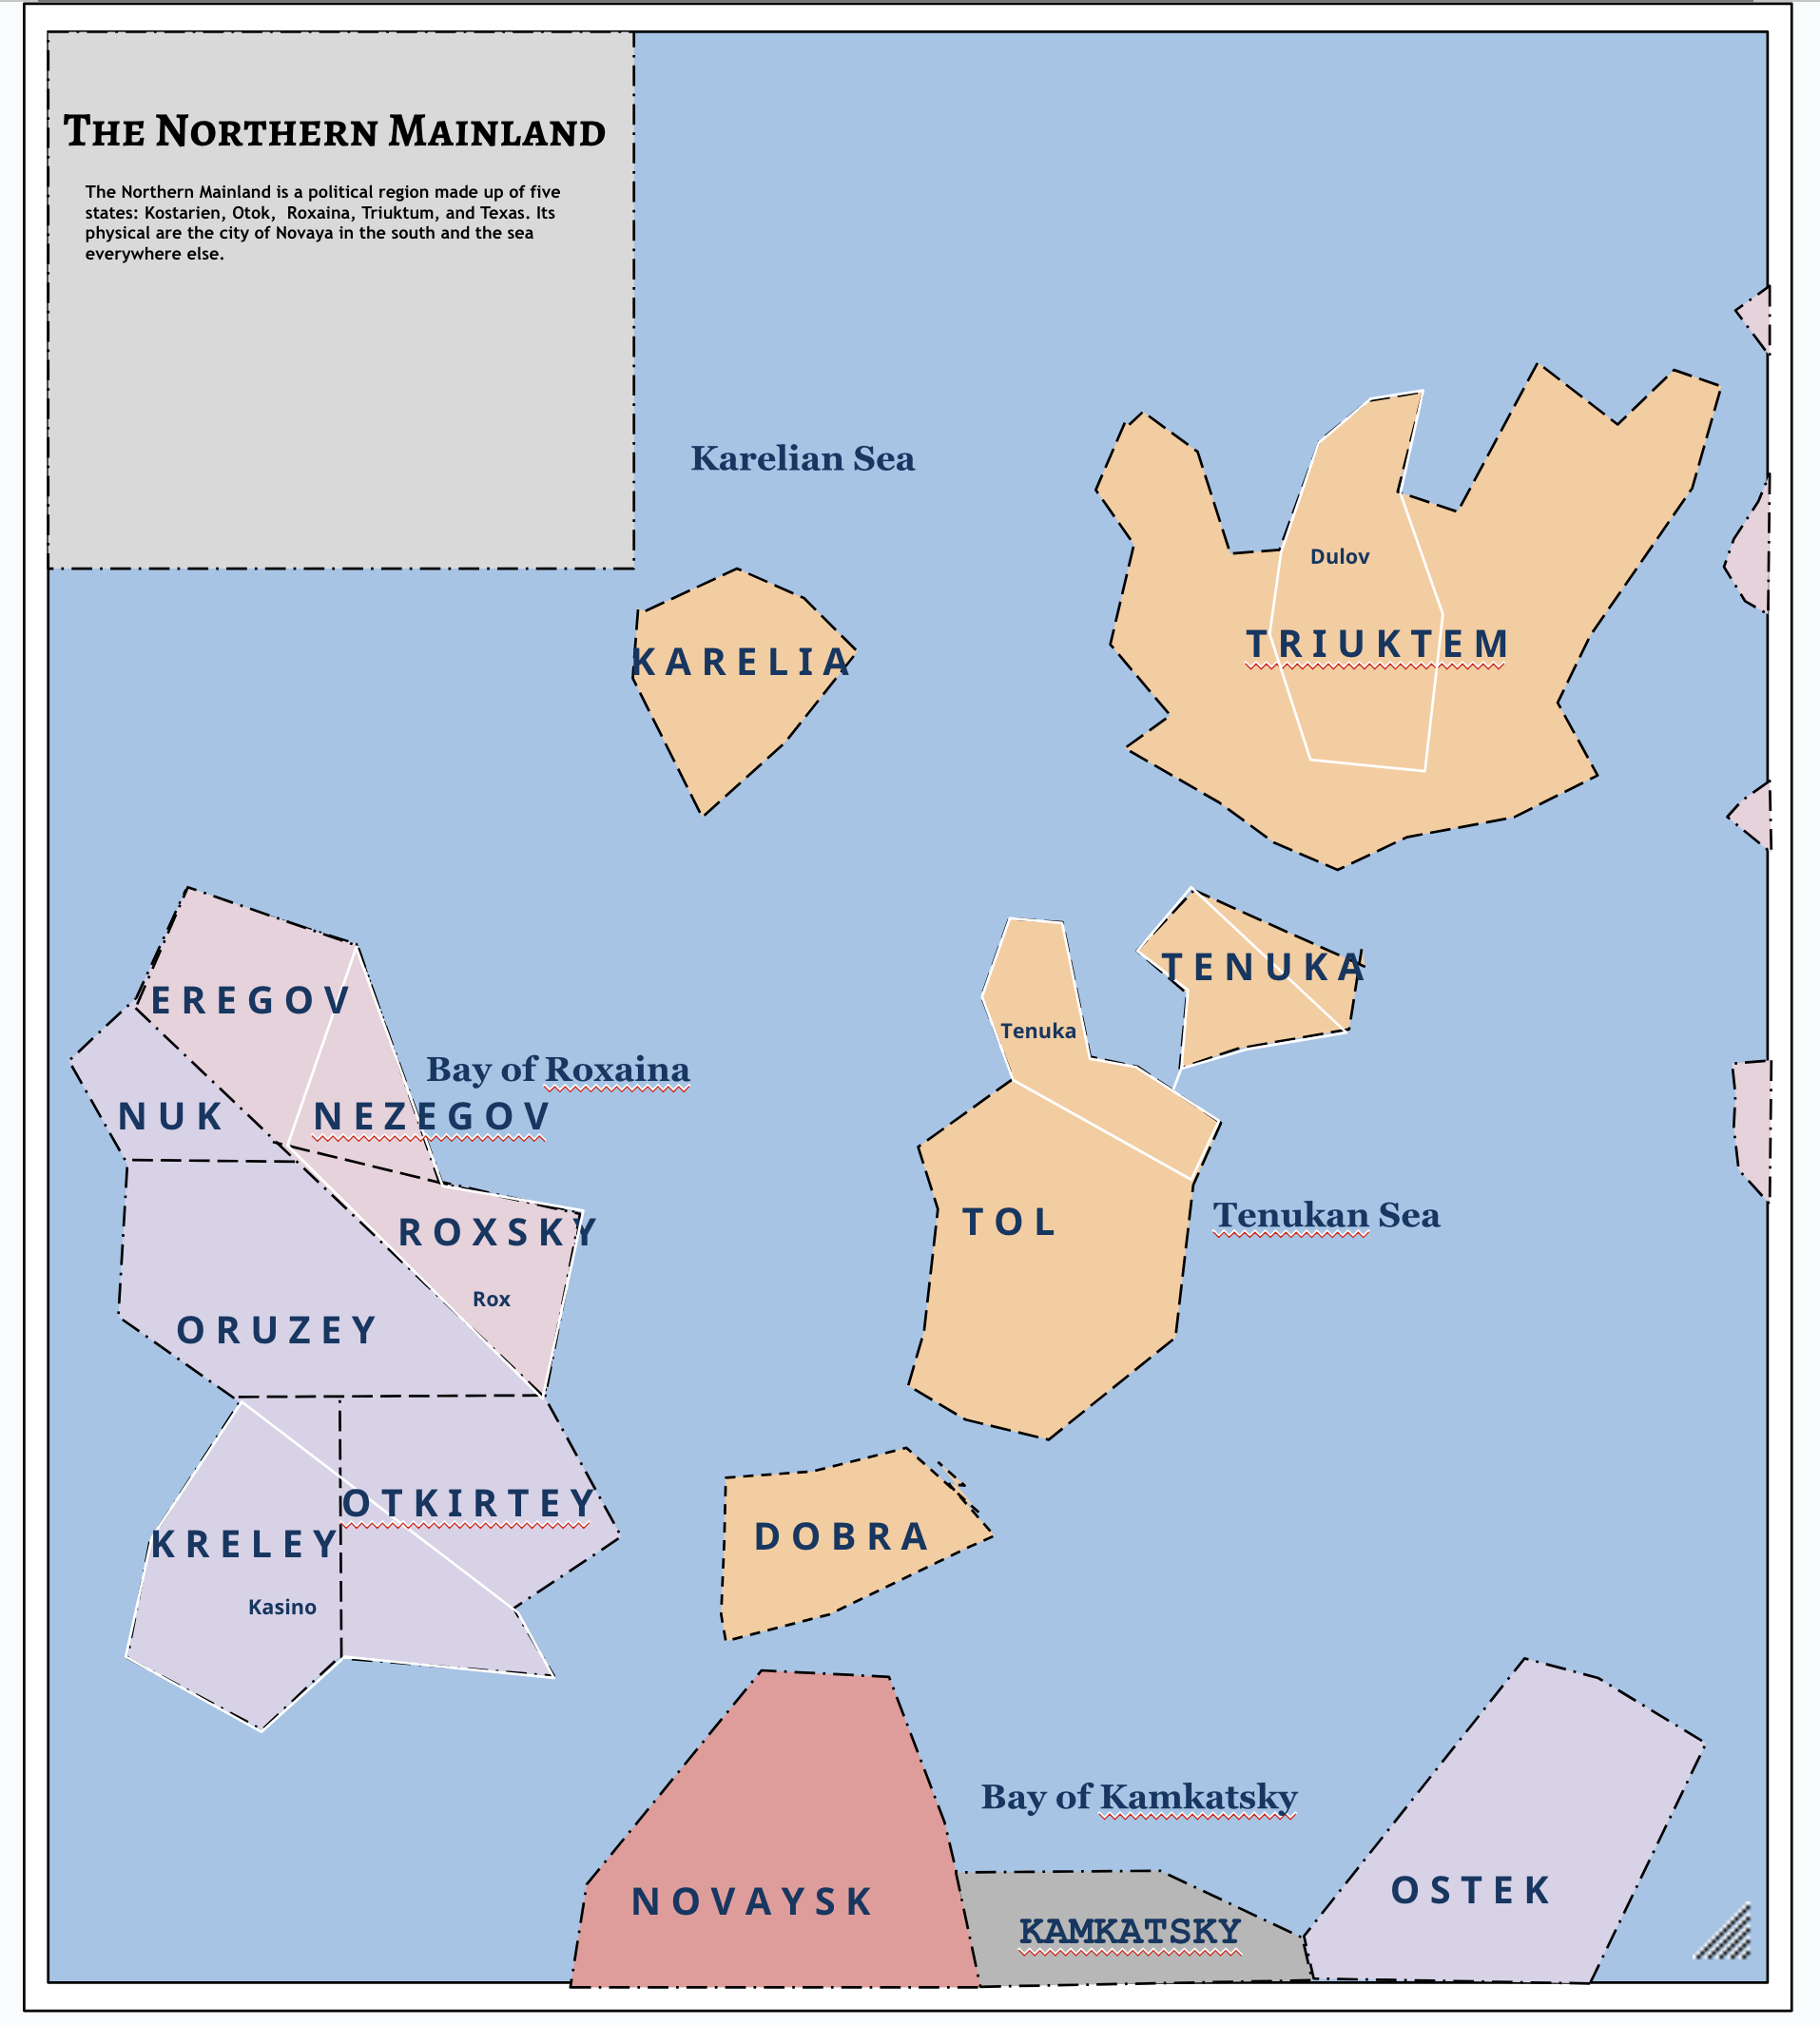 The Northern Mainland
The Northern Mainland is a political region made up of five
states: Kostarien, Otok,  Roxaina, Triuktum, and Texas. Its
physical are the city of Novaya in the south and the sea
everywhere else.
Karelian Sea
Dulov
TRIUKTEM
KARELIA
TENUKA
EREGOV
Tenuka
Bay of Roxaina
NUK
NEZEGOV
TOL
Tenukan Sea
ROXSKY
Rox
ORUZEY
OTKIRTEY
DOBRA
KRELEY
Kasino
Bay of Kamkatsky
OSTEK
NOVAYSK
KAMKATSKY